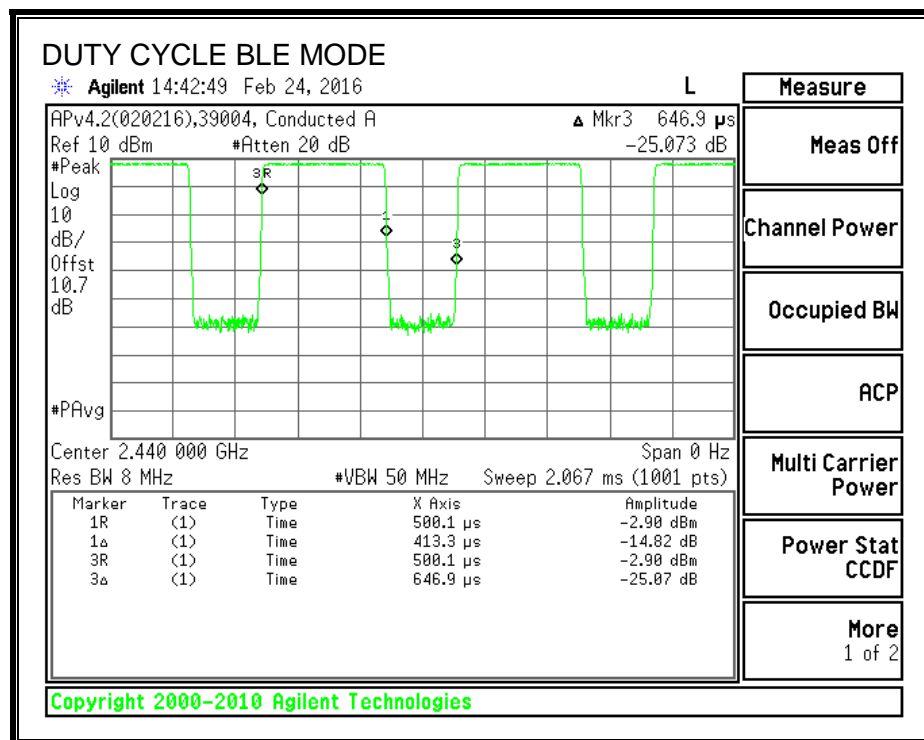 DUTY CYCLE BLE MODE
Agilent 14:42:49 Feb 24, 2016 L
APv4.2(020216),39004, Conducted A Δ Mkr3 646.9 µs
Ref 10 dBm #Atten 20 dB -25.073 dB
#Peak
Log
10
dB/
Offst
10.7
dB
#PAvg
3R
1
3
Center 2.440 000 GHz Span 0 Hz
Res BW 8 MHz #VBW 50 MHz Sweep 2.067 ms (1001 pts)
Marker Trace Type X Axis Amplitude
1R (1) Time 500.1 µs -2.90 dBm
1Δ (1) Time 413.3 µs -14.82 dB
3R (1) Time 500.1 µs -2.90 dBm
3Δ (1) Time 646.9 µs -25.07 dB
Measure
Meas Off
Channel Power
Occupied BW
ACP
Multi Carrier
Power
Power Stat
CCDF
More
1 of 2
Copyright 2000-2010 Agilent Technologies